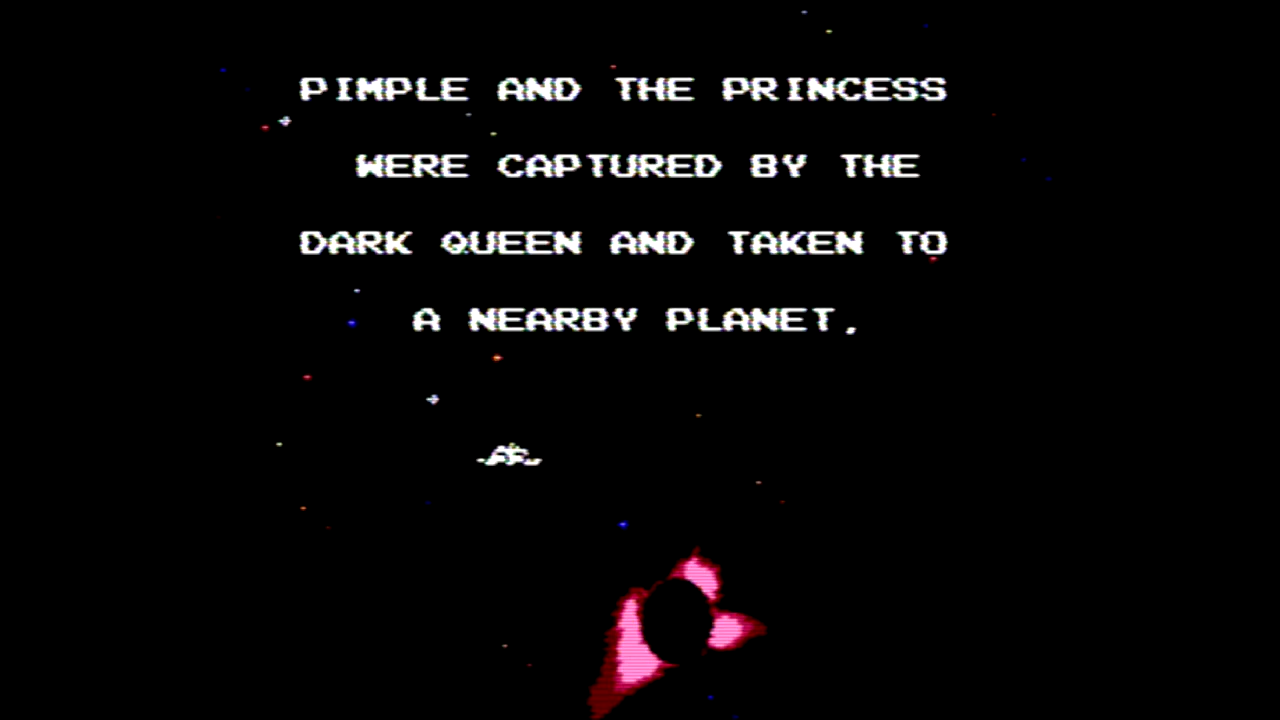 PIMPLE AND THE PRINCESS
WERE CAPTURED BY THE
DARK QUEEN AND TAKEN TO
A NEARBY PLANET,